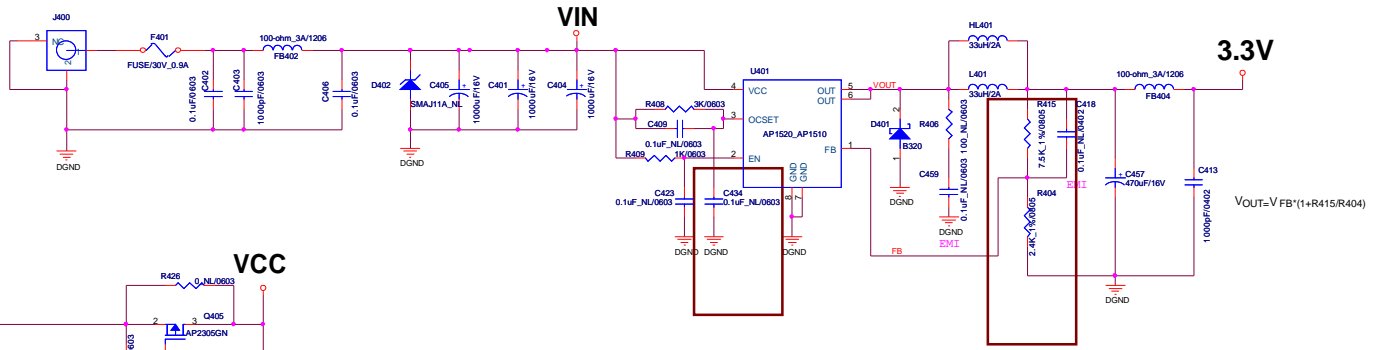 J400
NC
3
1
2
DGND
F401
FUSE/30V_0.9A
C402
0.1uF/0603
C403
1000pF/0603
100-ohm_3A/1206
FB402
C406
0.1uF/0603
D402
SMAJ11A_NL
DGND
C405
1000uF/16V
C401
1000uF/16V
C404
1000uF/16V
VIN
R408
3K/0603
C409
0.1uF_NL/0603
R409
1K/0603
C423
0.1uF_NL/0603
C434
0.1uF_NL/0603
DGND
DGND
U401
4
VCC
3
OCSET
AP1520_AP1510
2
EN
OUT
5
OUT
6
FB
1
GND
GND
8
7
DGND
VOUT
D401
B320
2
1
DGND
R406
100_NL/0603
C459
0.1uF_NL/0603
DGND
EMI
FB
HL401
33uH/2A
L401
33uH/2A
R415
7.5K_1%/0805
C418
0.1uF_NL/0402
EMI
R404
2.4K_1%/0805
100-ohm_3A/1206
FB404
3.3V
C457
470uF/16V
C413
1000pF/0402
DGND
VOUT=VFB*(1+R415/R404)
VCC
R426
0_NL/0603
Q405
2
3
AP2305GN
603